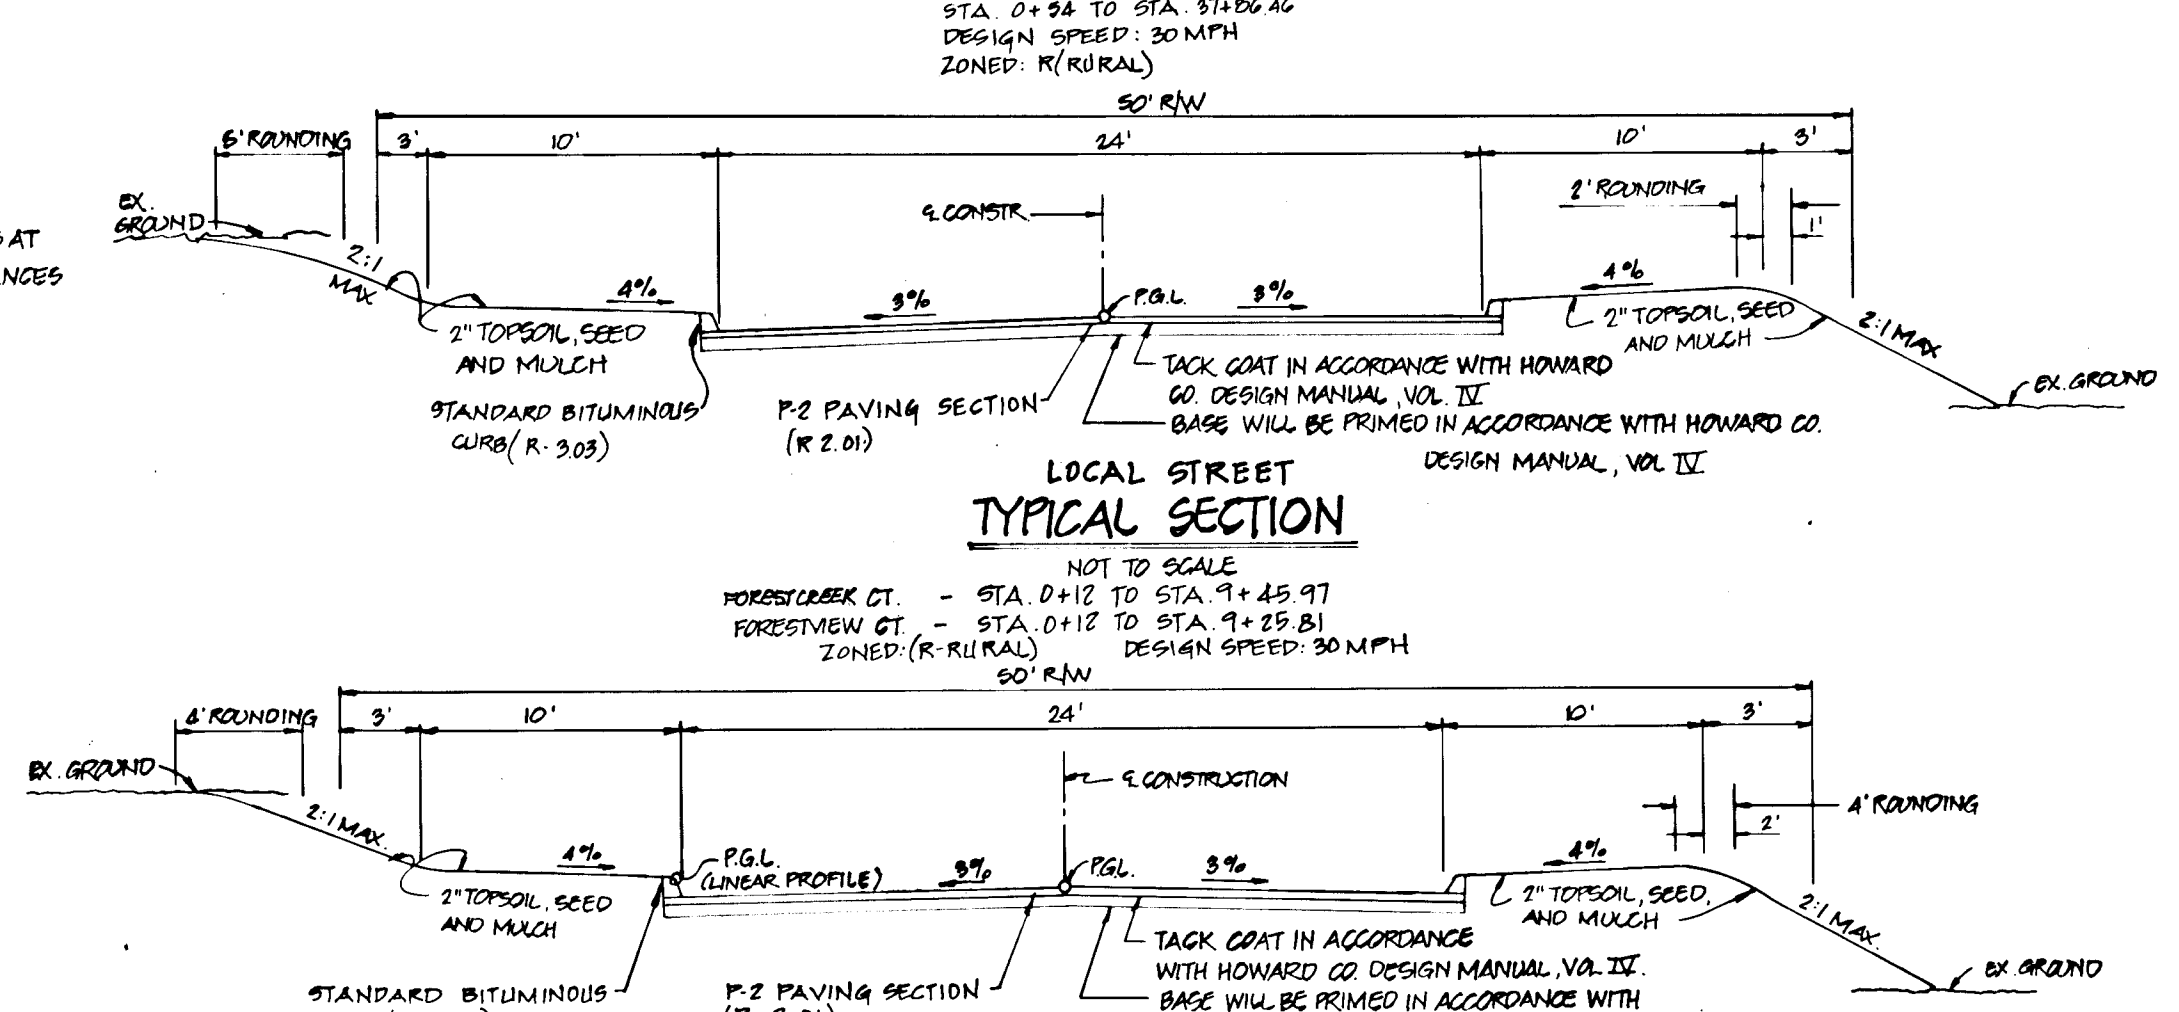 STA. 0+54 TO STA. 37+86.46
DESIGN SPEED: 30 MPH
ZONED: R(RURAL)
50' R/W
ROUNDING
3'
10'
24'
10'
3'
2' ROUNDING
1'
EX.
GROUND
AT
2:1
MAX
℄ CONSTR.
4%
3%
P.G.L.
3%
4%
2" TOPSOIL, SEED
AND MULCH
2" TOPSOIL, SEED
AND MULCH
2:1 MAX
EX. GROUND
STANDARD BITUMINOUS
CURB (R-3.03)
P-2 PAVING SECTION
(R 2.01)
TACK COAT IN ACCORDANCE WITH HOWARD
CO. DESIGN MANUAL, VOL. IV
BASE WILL BE PRIMED IN ACCORDANCE WITH HOWARD CO.
DESIGN MANUAL, VOL IV
LOCAL STREET
TYPICAL SECTION
NOT TO SCALE
FORESTCREEK CT. - STA. 0+12 TO STA. 9+45.97
FORESTVIEW CT. - STA. 0+12 TO STA. 9+25.81
ZONED: (R-RURAL) DESIGN SPEED: 30 MPH
50' R/W
4' ROUNDING
3'
10'
24'
10'
3'
EX. GROUND
℄ CONSTRUCTION
4' ROUNDING
2'
2:1 MAX.
4%
P.G.L.
(LINEAR PROFILE)
3%
P.G.L.
3%
4%
2" TOPSOIL, SEED
AND MULCH
2" TOPSOIL, SEED,
AND MULCH
2:1 MAX.
EX. GROUND
STANDARD BITUMINOUS
P-2 PAVING SECTION
TACK COAT IN ACCORDANCE
WITH HOWARD CO. DESIGN MANUAL, VOL IV.
BASE WILL BE PRIMED IN ACCORDANCE WITH